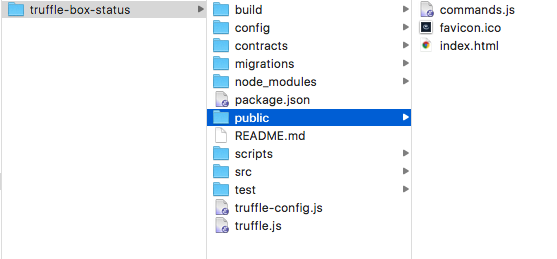 truffle-box-status
build
config
contracts
migrations
node_modules
package.json
public
README.md
scripts
src
test
truffle-config.js
truffle.js
commands.js
favicon.ico
index.html